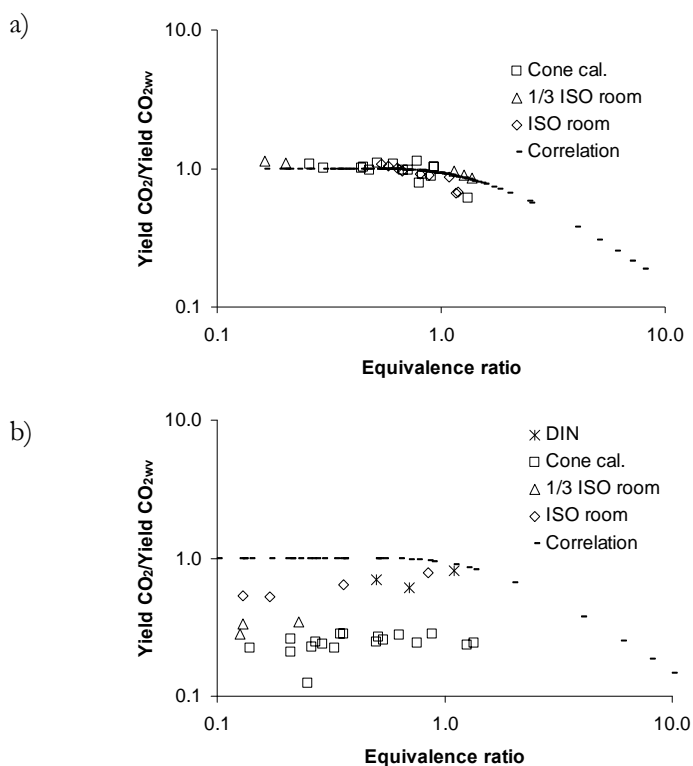 a)
10.0
1.0
0.1
0.1 1.0 10.0
Yield CO₂/Yield CO₂wv
Equivalence ratio
Cone cal.
1/3 ISO room
ISO room
Correlation
b)
10.0
1.0
0.1
0.1 1.0 10.0
Yield CO₂/Yield CO₂wv
Equivalence ratio
DIN
Cone cal.
1/3 ISO room
ISO room
Correlation